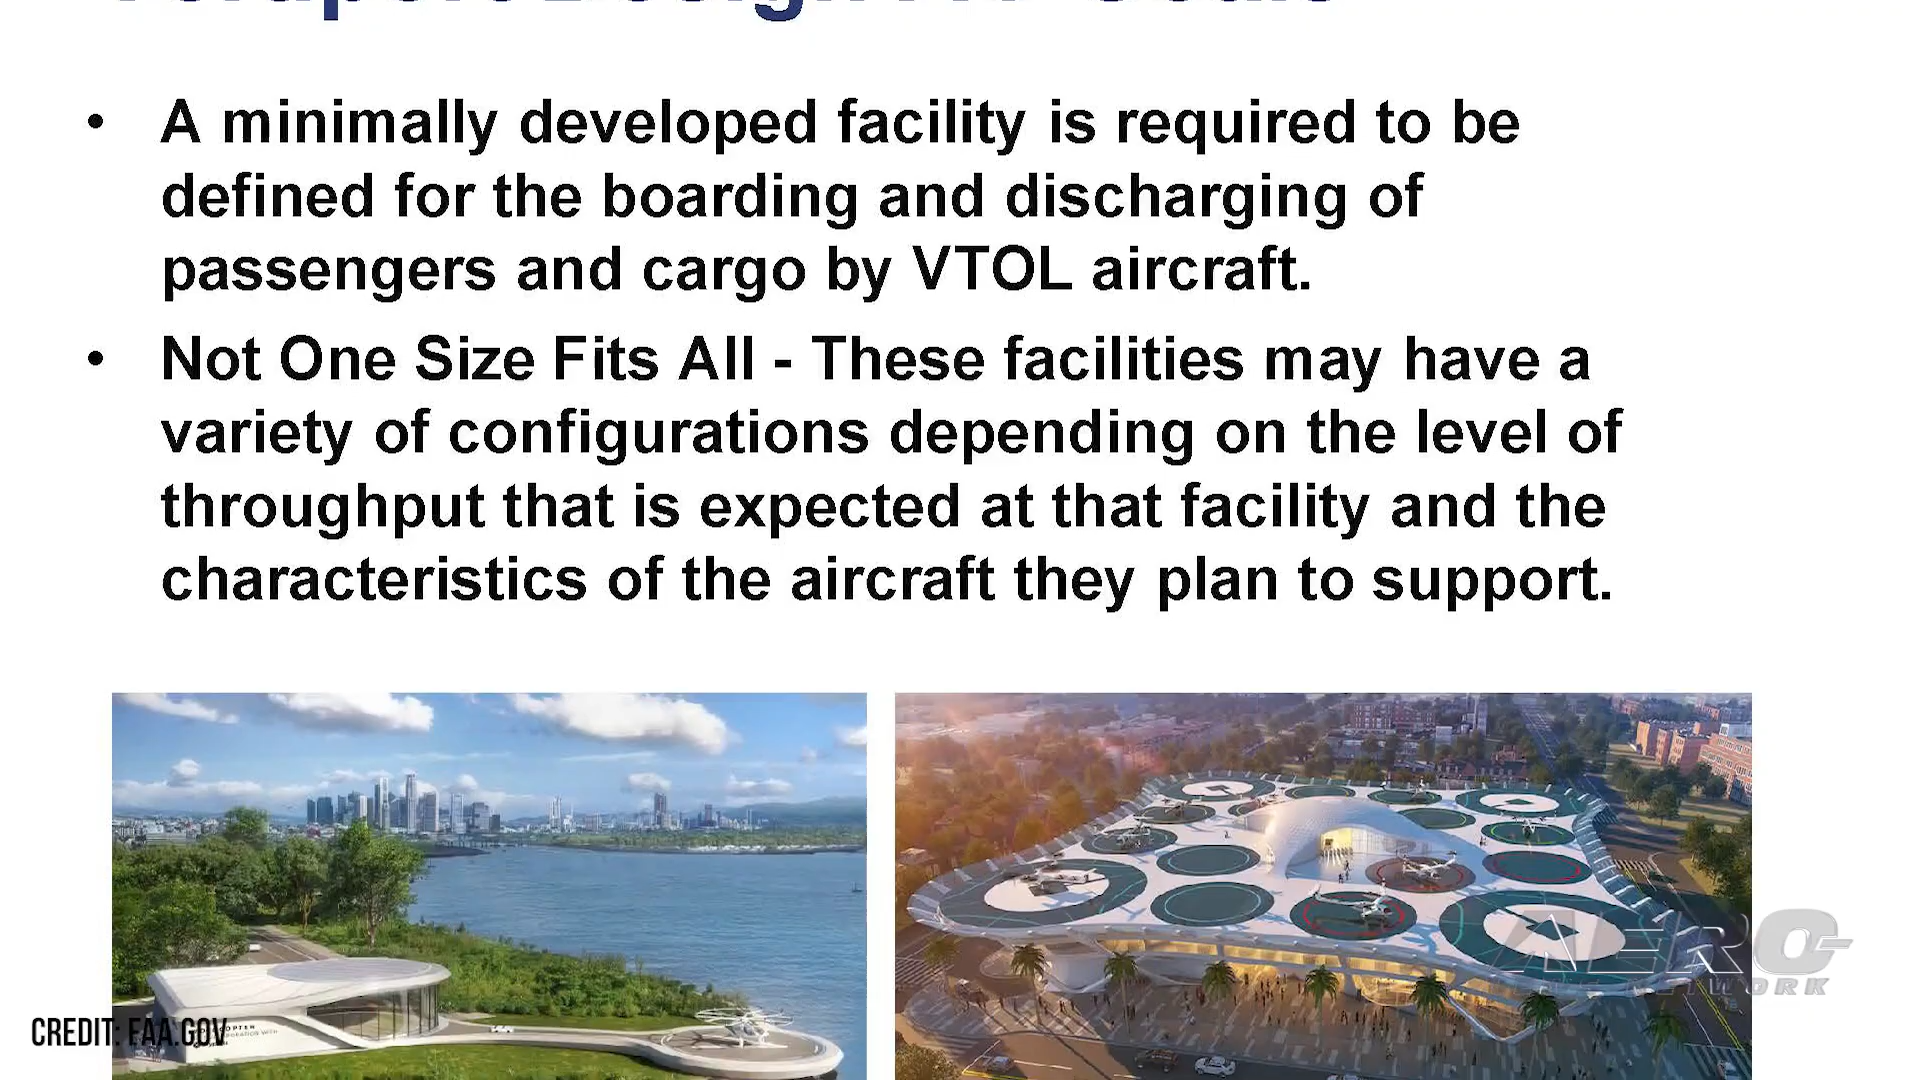 • A minimally developed facility is required to be
defined for the boarding and discharging of
passengers and cargo by VTOL aircraft.
• Not One Size Fits All - These facilities may have a
variety of configurations depending on the level of
throughput that is expected at that facility and the
characteristics of the aircraft they plan to support.
AERO-
NETWORK
CREDIT: FAA.GOV